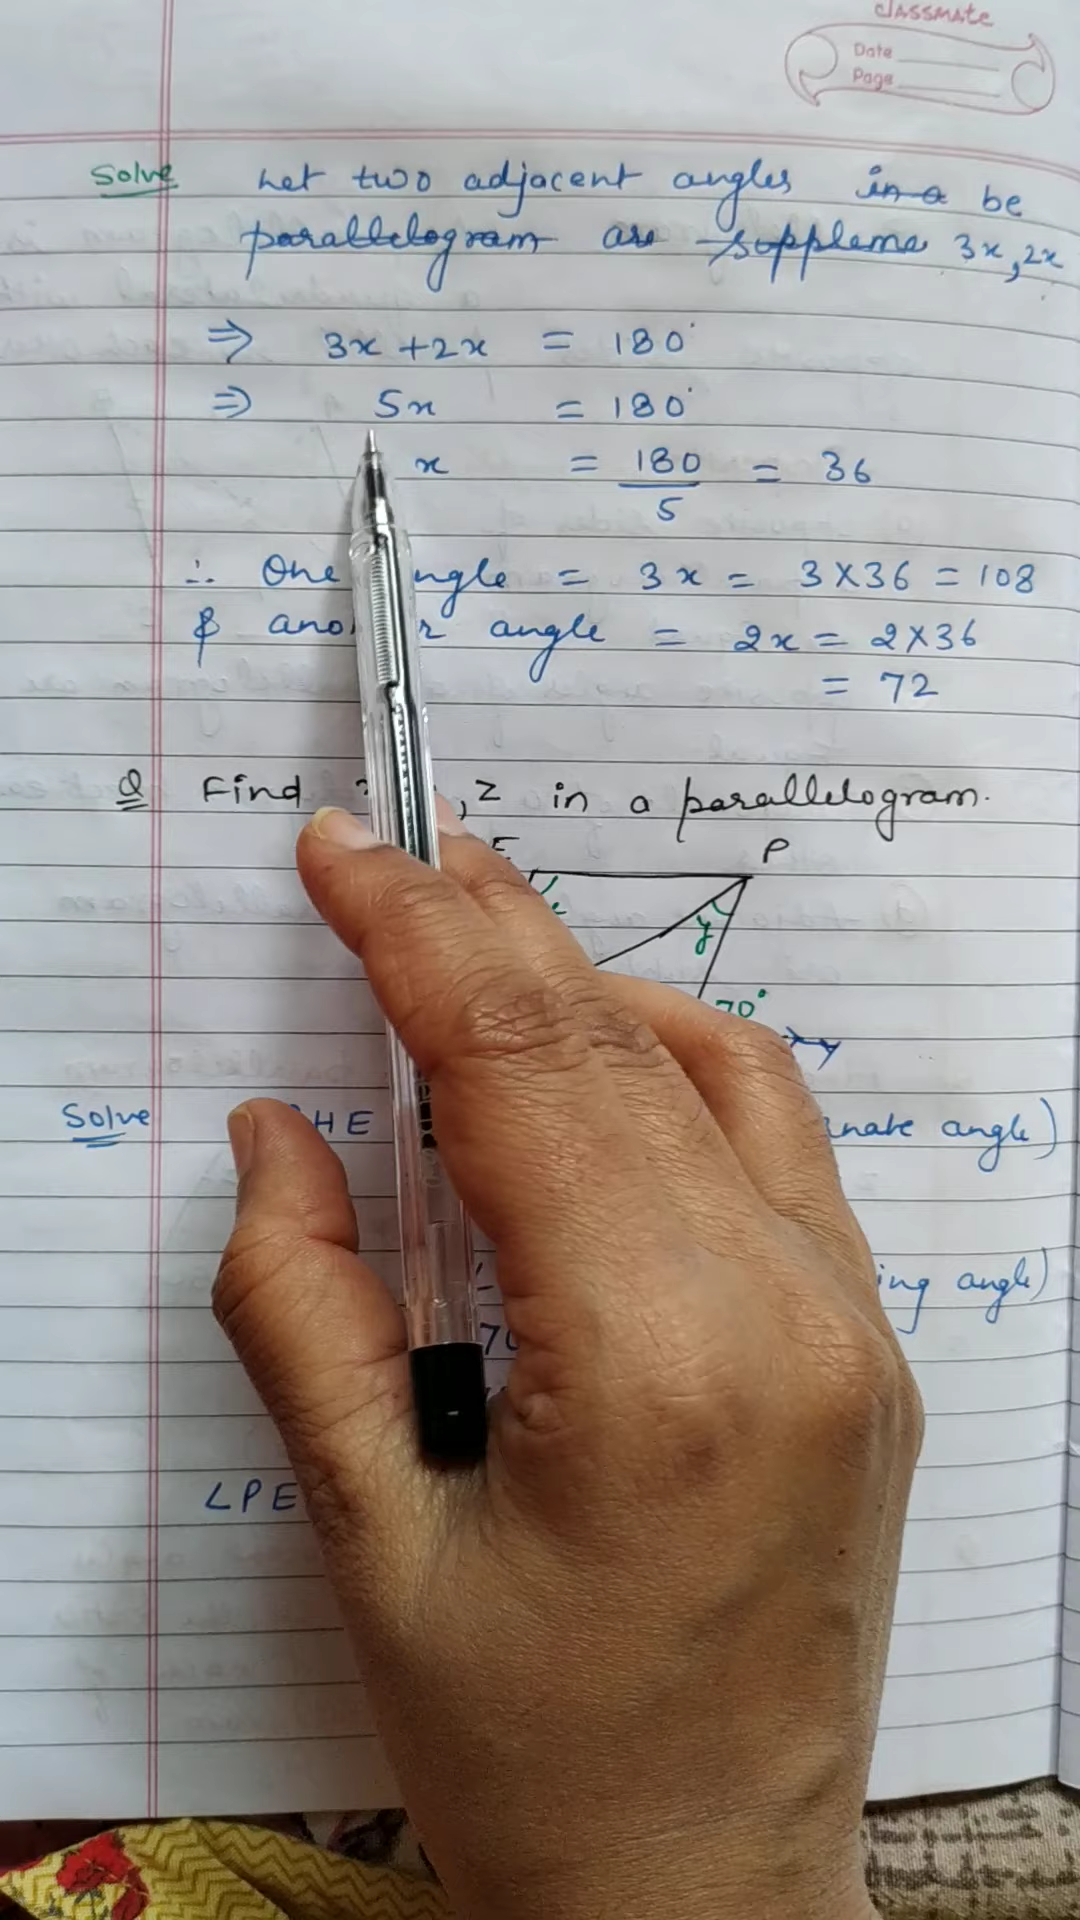 classmate
Date
Page
Solve Let two adjacent angles in a be
parallelogram are suppleme 3x, 2x
⇒ 3x + 2x = 180°
⇒ 5x = 180°
x = 180/5 = 36
∴ One ngle = 3x = 3×36 = 108
& ano r angle = 2x = 2×36
= 72
Q Find , z in a parallelogram.
E P
y
70°
Solve HE nate angle)
ing angle)
70
∠PE